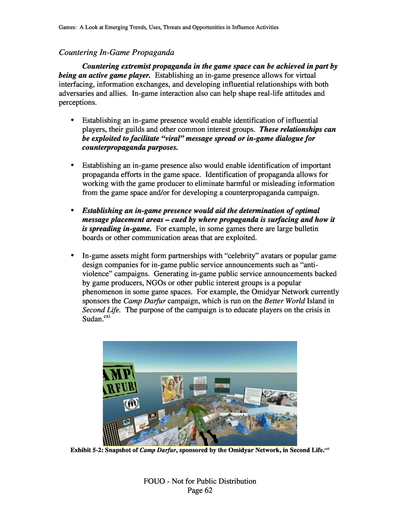 Games: A Look at Emerging Trends, Uses, Threats and Opportunities in Influence Activities
Countering In-Game Propaganda
Countering extremist propaganda in the game space can be achieved in part by
being an active game player. Establishing an in-game presence allows for virtual
interfacing, information exchanges, and developing influential relationships with both
adversaries and allies. In-game interaction also can help shape real-life attitudes and
perceptions.
• Establishing an in-game presence would enable identification of influential
players, their guilds and other common interest groups. These relationships can
be exploited to facilitate “viral” message spread or in-game dialogue for
counterpropaganda purposes.
• Establishing an in-game presence also would enable identification of important
propaganda efforts in the game space. Identification of propaganda allows for
working with the game producer to eliminate harmful or misleading information
from the game space and/or for developing a counterpropaganda campaign.
• Establishing an in-game presence would aid the determination of optimal
message placement areas – cued by where propaganda is surfacing and how it
is spreading in-game. For example, in some games there are large bulletin
boards or other communication areas that are exploited.
• In-game assets might form partnerships with “celebrity” avatars or popular game
design companies for in-game public service announcements such as “anti-
violence” campaigns. Generating in-game public service announcements backed
by game producers, NGOs or other public interest groups is a popular
phenomenon in some game spaces. For example, the Omidyar Network currently
sponsors the Camp Darfur campaign, which is run on the Better World Island in
Second Life. The purpose of the campaign is to educate players on the crisis in
Sudan.
AMP
ARFUR!
Exhibit 5-2: Snapshot of Camp Darfur, sponsored by the Omidyar Network, in Second Life.
FOUO - Not for Public Distribution
Page 62